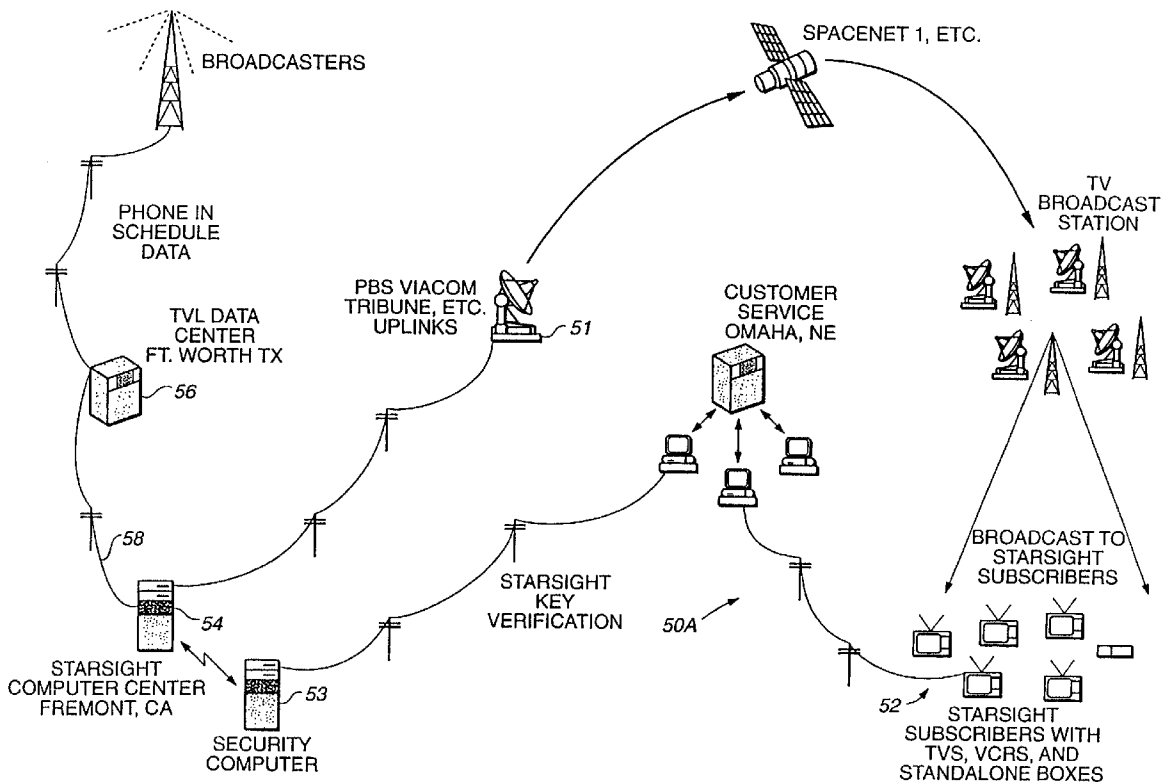 BROADCASTERS
SPACENET 1, ETC.
PHONE IN
SCHEDULE
DATA
TV
BROADCAST
STATION
PBS VIACOM
TRIBUNE, ETC.
UPLINKS
51
CUSTOMER
SERVICE
OMAHA, NE
TVL DATA
CENTER
FT. WORTH TX
56
58
54
STARSIGHT
COMPUTER CENTER
FREMONT, CA
53
SECURITY
COMPUTER
STARSIGHT
KEY
VERIFICATION
50A
BROADCAST TO
STARSIGHT
SUBSCRIBERS
52
STARSIGHT
SUBSCRIBERS WITH
TVS, VCRS, AND
STANDALONE BOXES